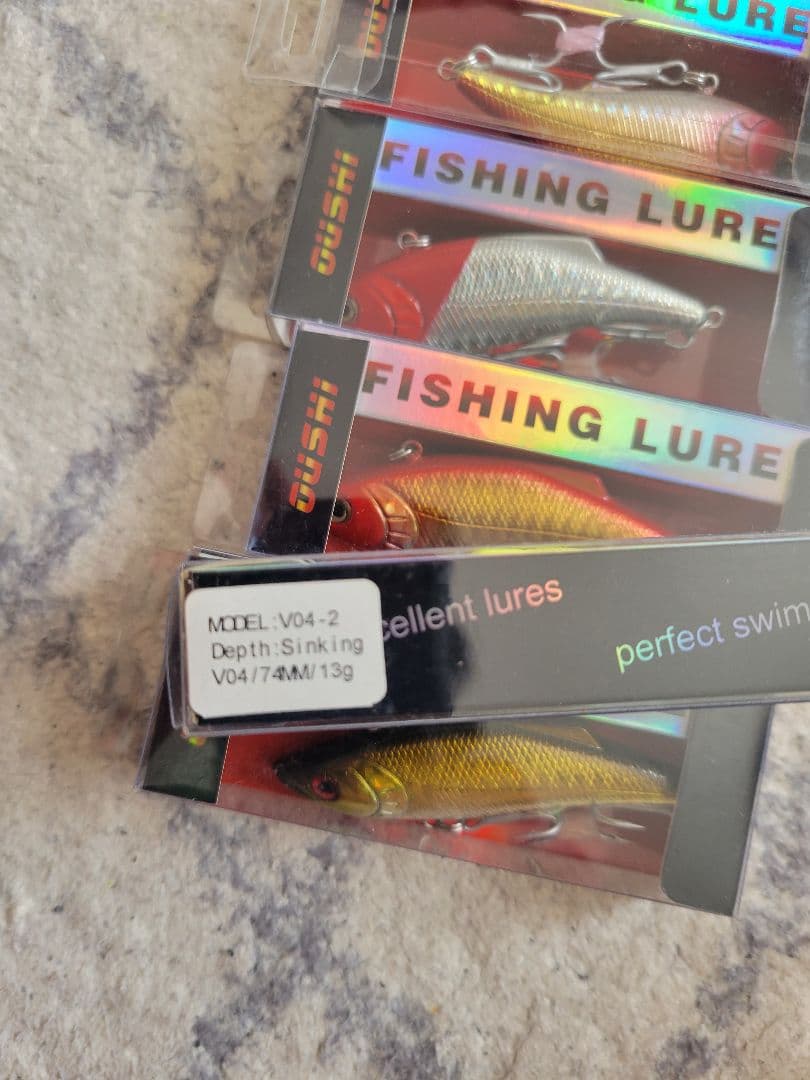 LURE
FISHING LURE
OUSHI
FISHING LURE
OUSHI
MODEL:V04-2
Depth:Sinking
V04/74MM/13g
cellent lures
perfect swim